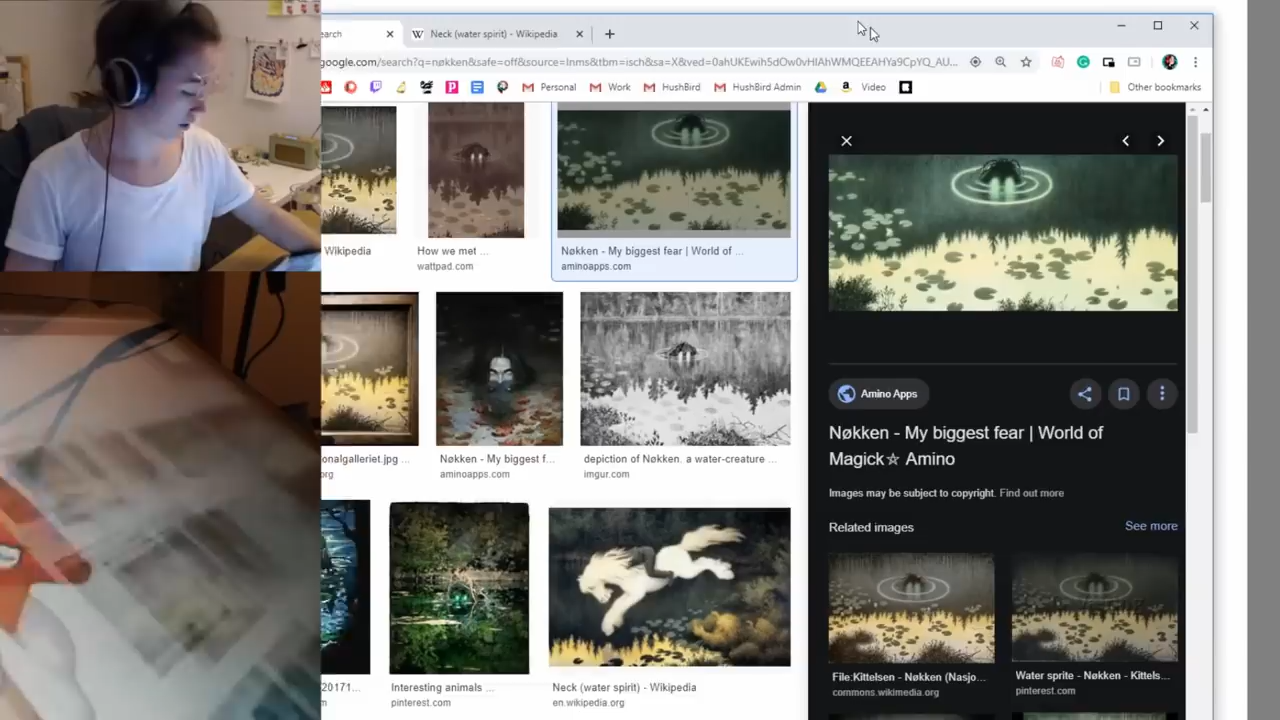 earch
Neck (water spirit) - Wikipedia
google.com/search?q=nøkken&safe=off&source=lnms&tbm=isch&sa=X&ved=0ahUKEwih5dOw0vHlAhWMQEEAHYa9CpYQ_AU...
Personal
Work
HushBird
HushBird Admin
Video
Other bookmarks
Wikipedia
How we met ...
wattpad.com
Nøkken - My biggest fear | World of ...
aminoapps.com
onalgalleriet.jpg ...
org
Nøkken - My biggest f...
aminoapps.com
depiction of Nøkken. a water-creature ...
imgur.com
20171...
Interesting animals ...
pinterest.com
Neck (water spirit) - Wikipedia
en.wikipedia.org
Amino Apps
Nøkken - My biggest fear | World of
Magick☆ Amino
Images may be subject to copyright. Find out more
Related images
See more
File:Kittelsen - Nøkken (Nasjo...
commons.wikimedia.org
Water sprite - Nøkken - Kittels...
pinterest.com